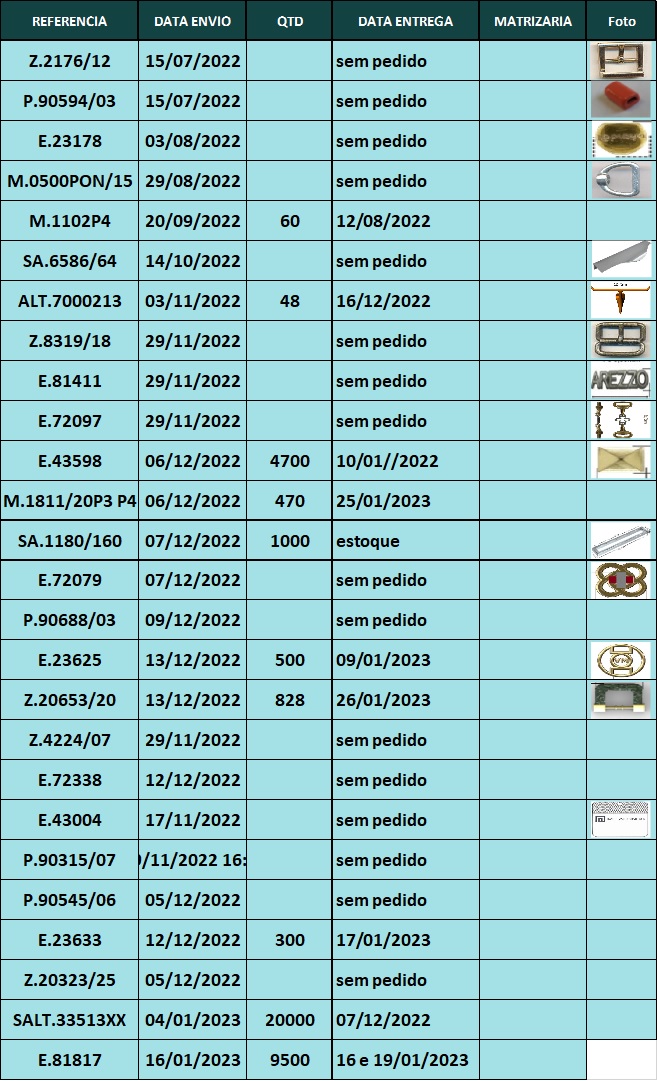 REFERENCIA DATA ENVIO QTD DATA ENTREGA MATRIZARIA Foto
Z.2176/12 15/07/2022 sem pedido
P.90594/03 15/07/2022 sem pedido
E.23178 03/08/2022 sem pedido
M.0500PON/15 29/08/2022 sem pedido
M.1102P4 20/09/2022 60 12/08/2022
SA.6586/64 14/10/2022 sem pedido
ALT.7000213 03/11/2022 48 16/12/2022
Z.8319/18 29/11/2022 sem pedido
E.81411 29/11/2022 sem pedido AREZZO
E.72097 29/11/2022 sem pedido
E.43598 06/12/2022 4700 10/01//2022
M.1811/20P3 P4 06/12/2022 470 25/01/2023
SA.1180/160 07/12/2022 1000 estoque
E.72079 07/12/2022 sem pedido
P.90688/03 09/12/2022 sem pedido
E.23625 13/12/2022 500 09/01/2023
Z.20653/20 13/12/2022 828 26/01/2023
Z.4224/07 29/11/2022 sem pedido
E.72338 12/12/2022 sem pedido
E.43004 17/11/2022 sem pedido
P.90315/07 /11/2022 16: sem pedido
P.90545/06 05/12/2022 sem pedido
E.23633 12/12/2022 300 17/01/2023
Z.20323/25 05/12/2022 sem pedido
SALT.33513XX 04/01/2023 20000 07/12/2022
E.81817 16/01/2023 9500 16 e 19/01/2023